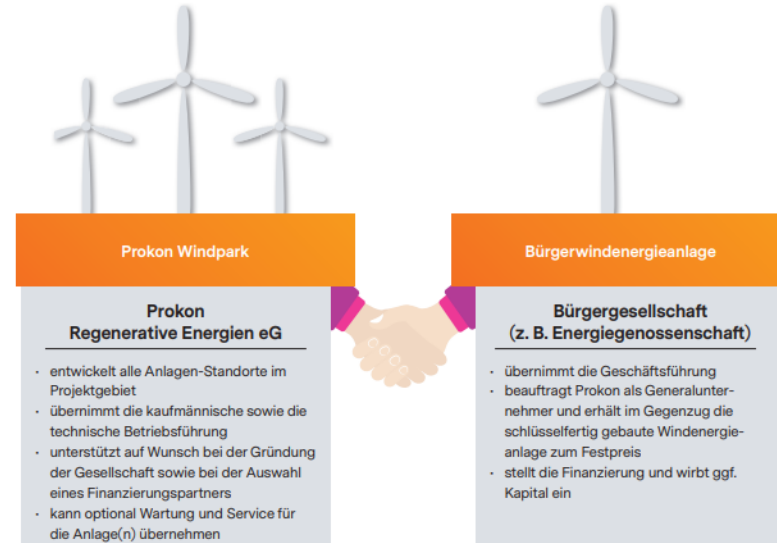 Prokon Windpark
Prokon
Regenerative Energien eG
· entwickelt alle Anlagen-Standorte im
Projektgebiet
· übernimmt die kaufmännische sowie die
technische Betriebsführung
· unterstützt auf Wunsch bei der Gründung
der Gesellschaft sowie bei der Auswahl
eines Finanzierungspartners
· kann optional Wartung und Service für
die Anlage(n) übernehmen
Bürgerwindenergieanlage
Bürgergesellschaft
(z. B. Energiegenossenschaft)
· übernimmt die Geschäftsführung
· beauftragt Prokon als Generalunter-
nehmer und erhält im Gegenzug die
schlüsselfertig gebaute Windenergie-
anlage zum Festpreis
· stellt die Finanzierung und wirbt ggf.
Kapital ein